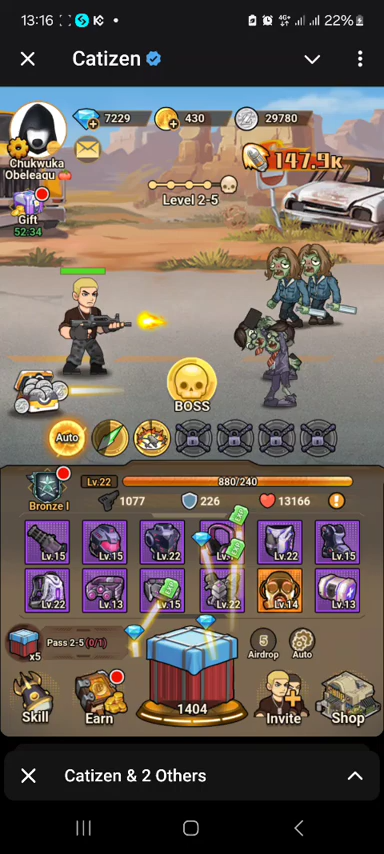 13:16
4G+
22%
Catizen
7229
430
29780
Chukwuka
Obeleagu
147.9K
Level 2-5
Gift
52:34
BOSS
Auto
Bronze I
Lv.22
880/240
1077
226
13166
Lv.15
Lv.15
Lv.22
Lv.22
Lv.15
Lv.22
Lv.13
Lv.15
Lv.22
Lv.14
Lv.13
x5
Pass 2-5(0/1)
5
Airdrop
Auto
1404
Skill
Earn
Invite
Shop
Catizen & 2 Others